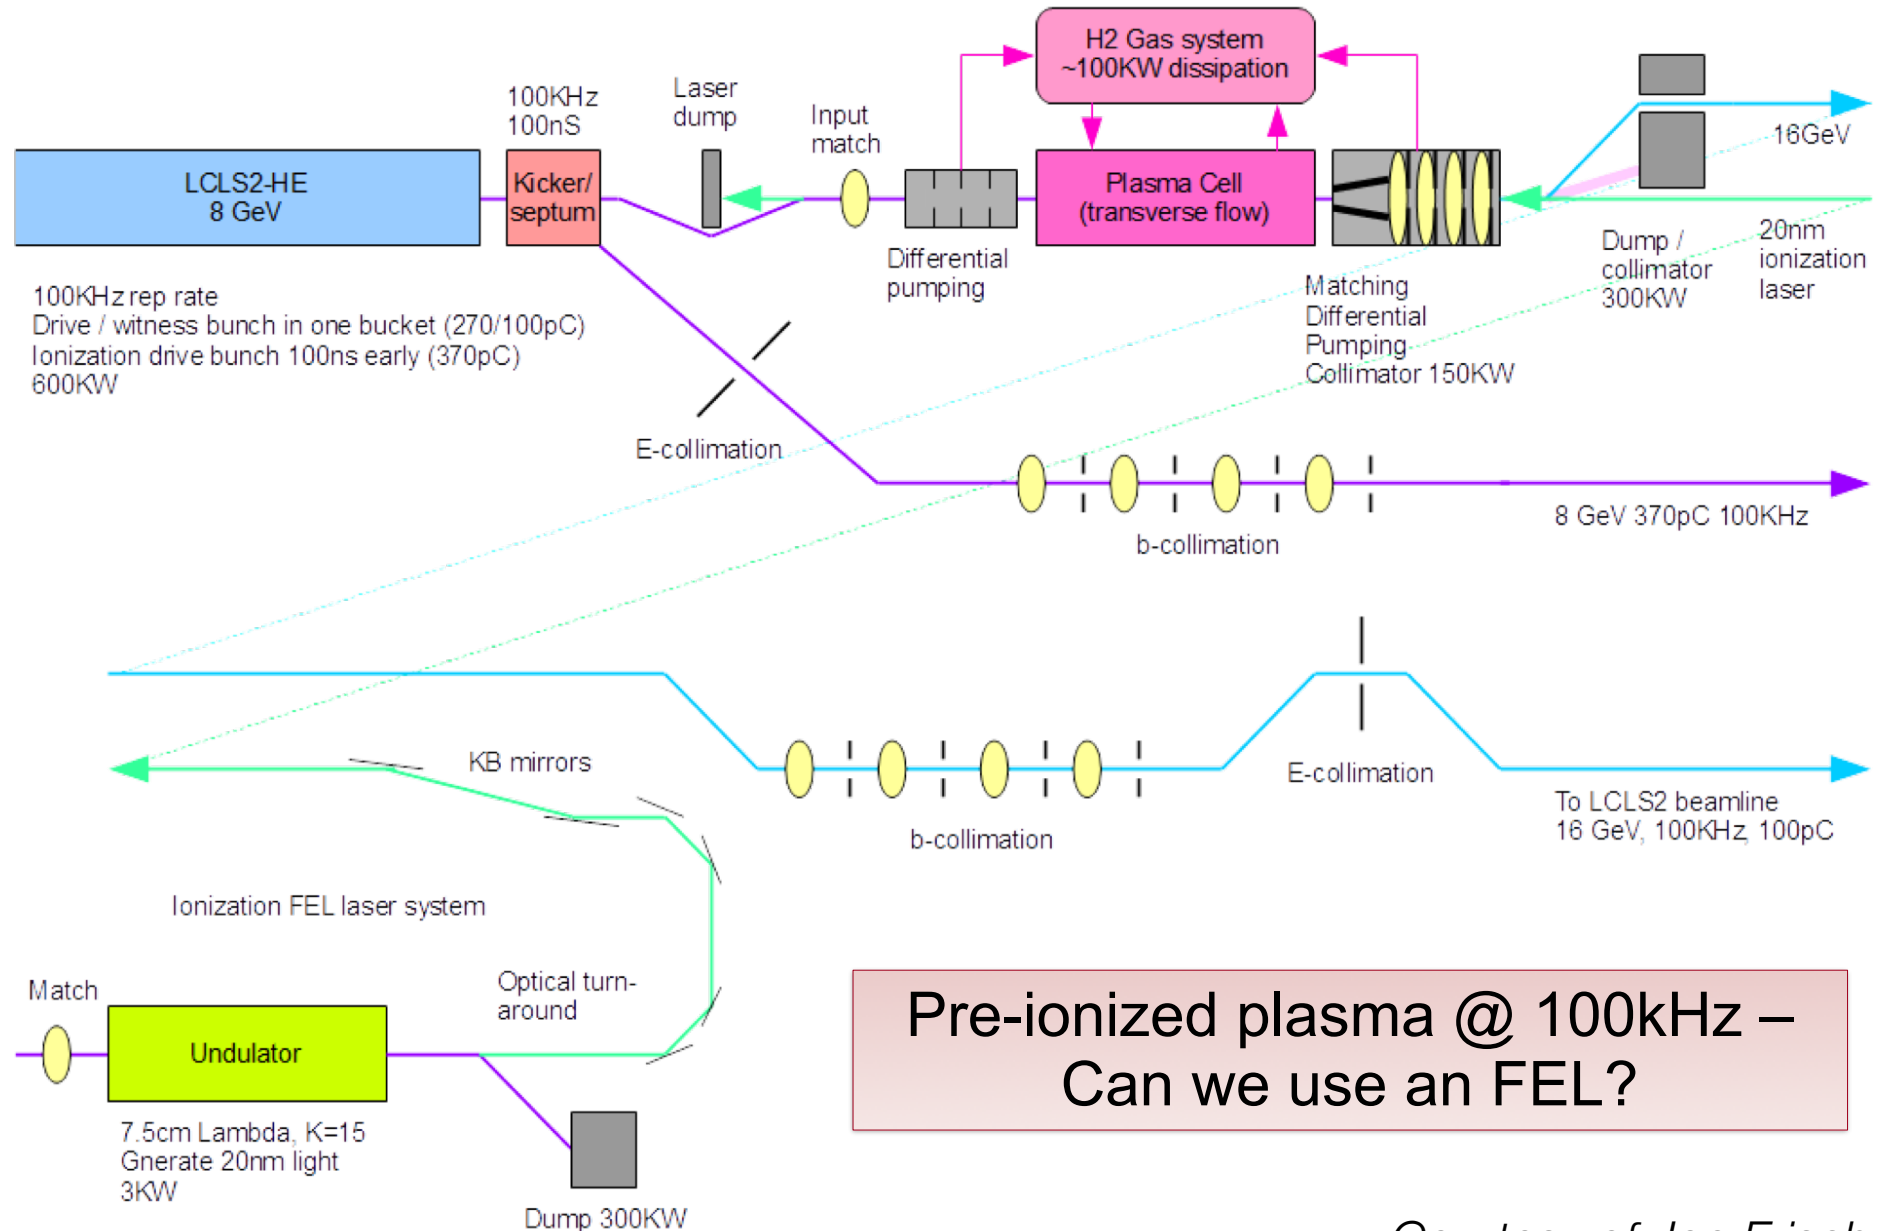 H2 Gas system
~100KW dissipation
100KHz
100nS
Laser
dump
Input
match
LCLS2-HE
8 GeV
Kicker/
septum
Plasma Cell
(transverse flow)
16GeV
Differential
pumping
Matching
Differential
Pumping
Collimator 150KW
Dump /
collimator
300KW
20nm
ionization
laser
100KHz rep rate
Drive / witness bunch in one bucket (270/100pC)
Ionization drive bunch 100ns early (370pC)
600KW
E-collimation
b-collimation
8 GeV 370pC 100KHz
KB mirrors
b-collimation
E-collimation
To LCLS2 beamline
16 GeV, 100KHz, 100pC
Ionization FEL laser system
Match
Undulator
Optical turn-
around
7.5cm Lambda, K=15
Gnerate 20nm light
3KW
Dump 300KW
Pre-ionized plasma @ 100kHz –
Can we use an FEL?